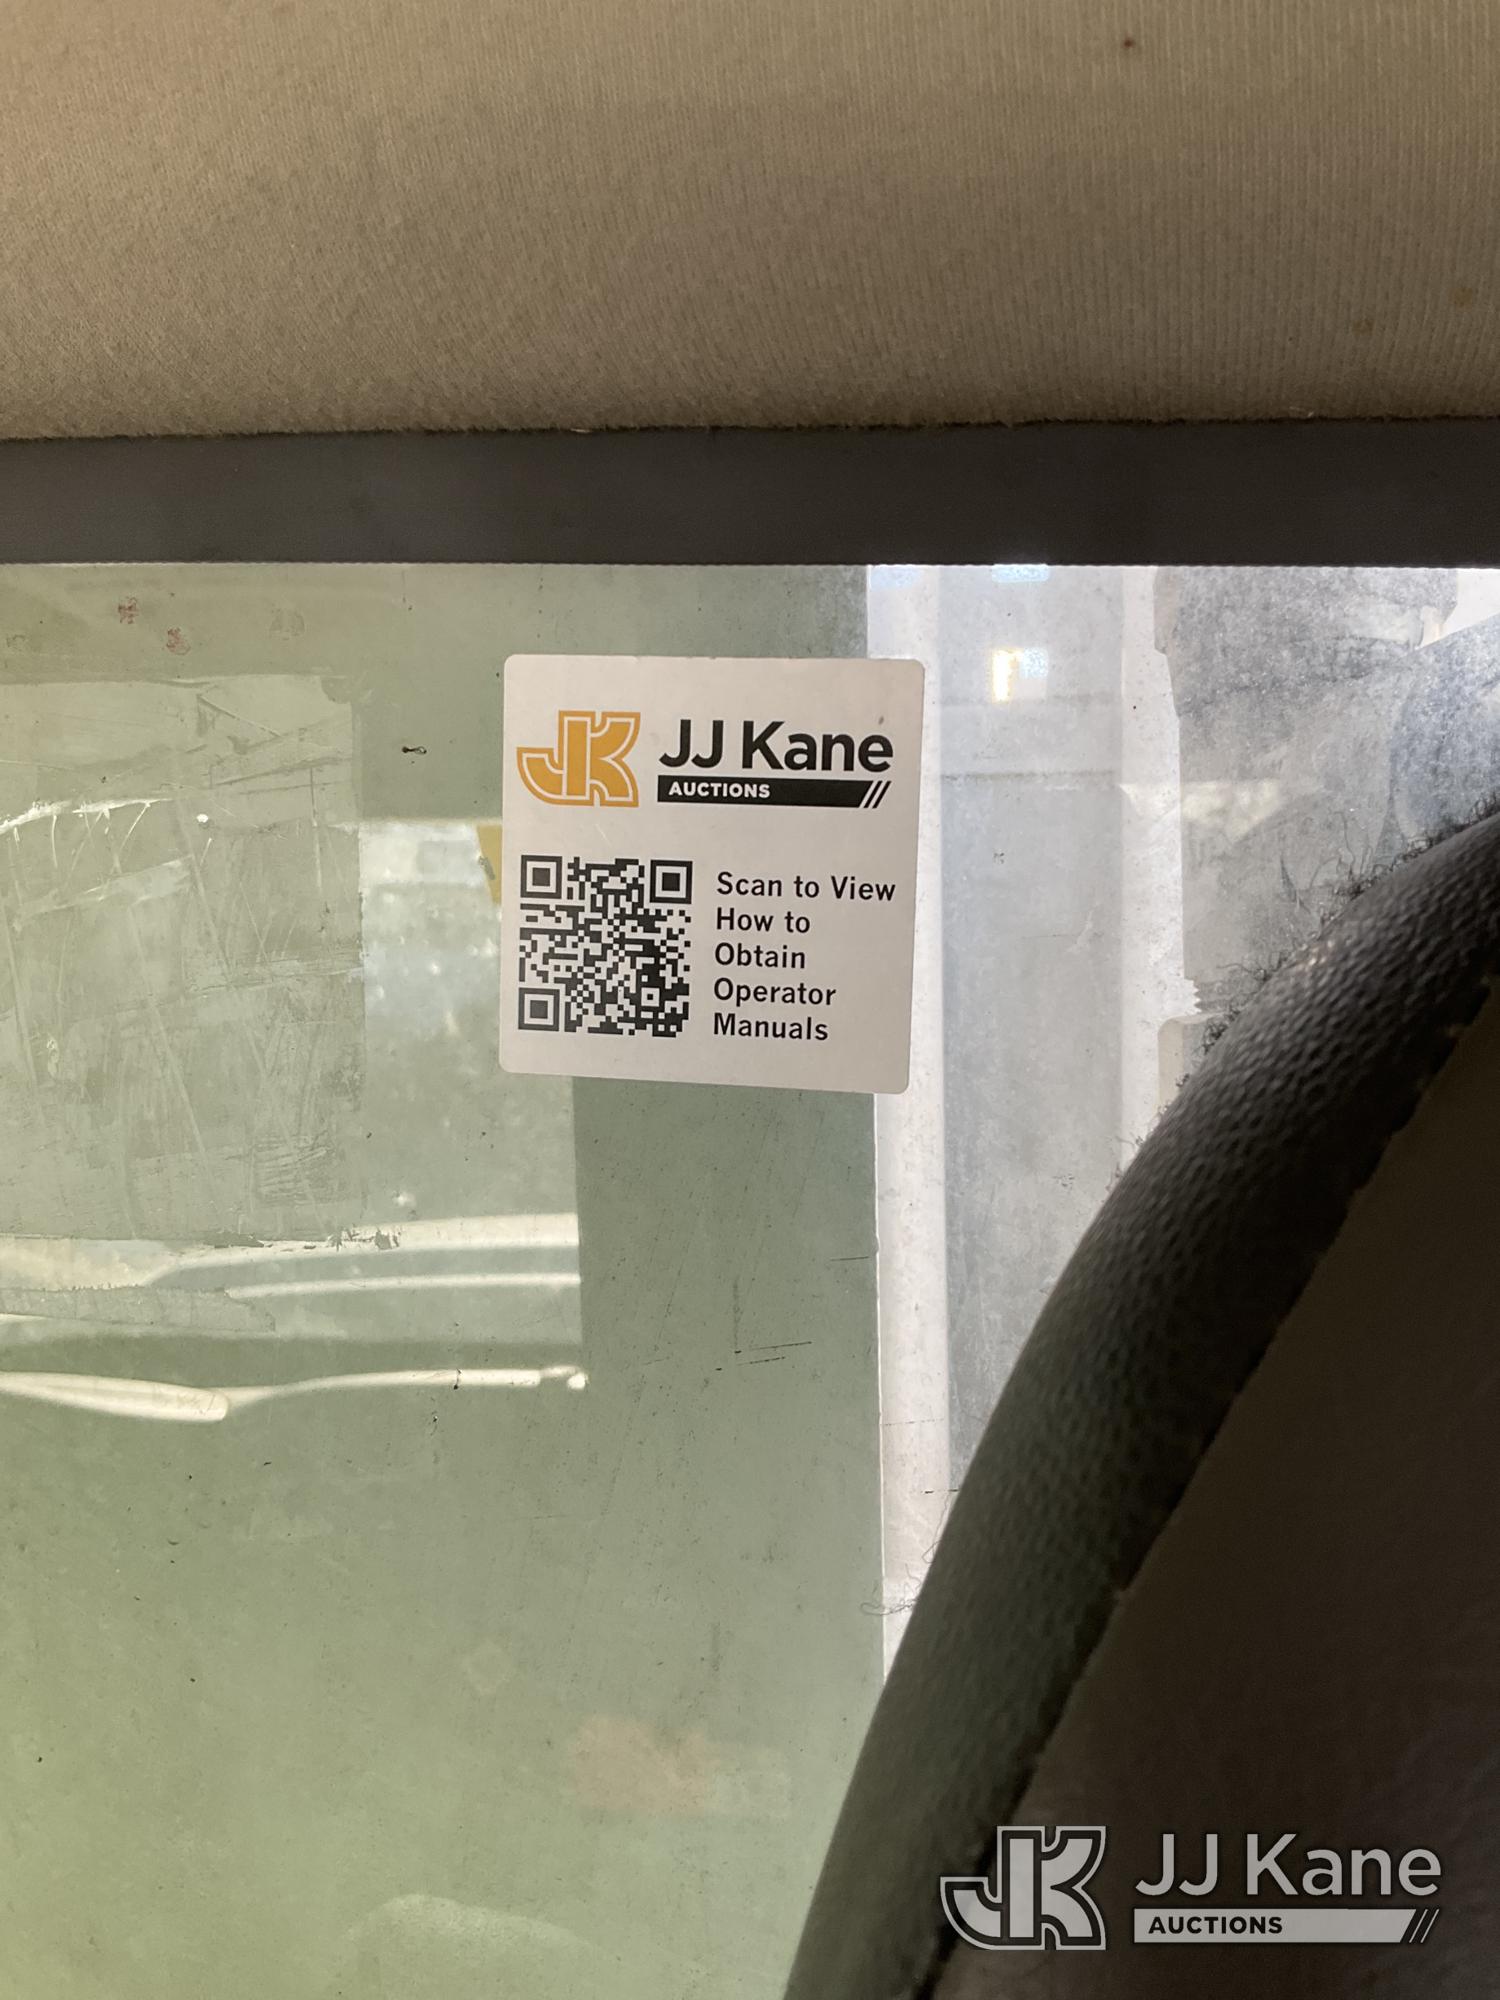 JK JJ Kane
AUCTIONS
Scan to View
How to
Obtain
Operator
Manuals
JK JJ Kane
AUCTIONS